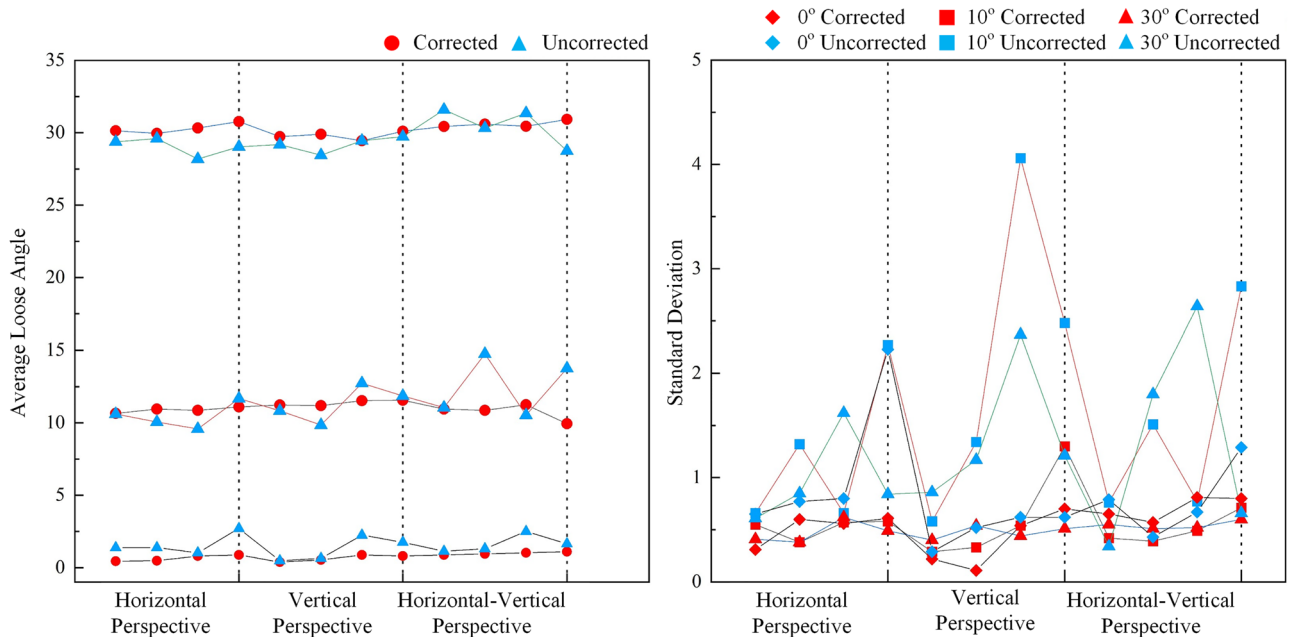 Corrected Uncorrected
35
30
25
20
15
10
5
0
Average Loose Angle
Horizontal
Perspective
Vertical
Perspective
Horizontal-Vertical
Perspective
0° Corrected 10° Corrected 30° Corrected
0° Uncorrected 10° Uncorrected 30° Uncorrected
5
4
3
2
1
0
Standard Deviation
Horizontal
Perspective
Vertical
Perspective
Horizontal-Vertical
Perspective